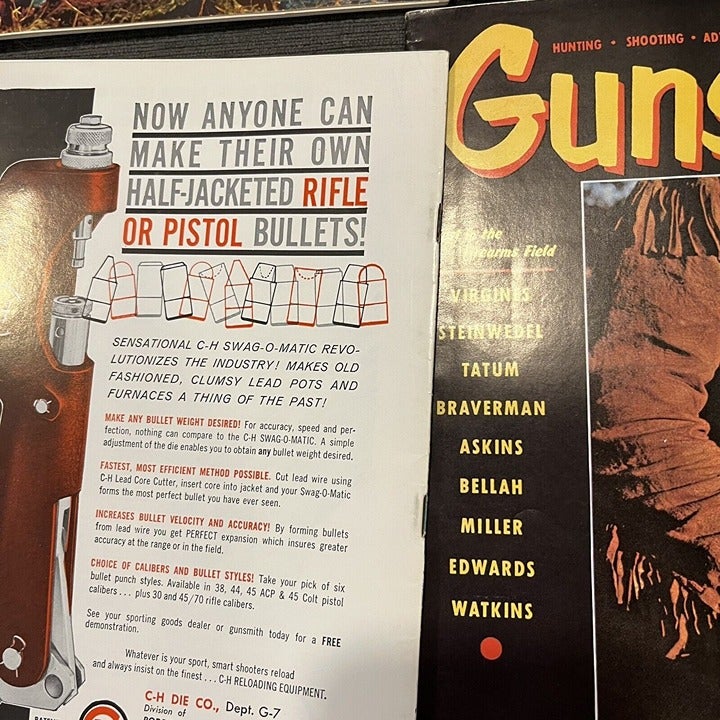 NOW ANYONE CAN
MAKE THEIR OWN
HALF-JACKETED RIFLE
OR PISTOL BULLETS!
SENSATIONAL C-H SWAG-O-MATIC REVO-
LUTIONIZES THE INDUSTRY! MAKES OLD
FASHIONED, CLUMSY LEAD POTS AND
FURNACES A THING OF THE PAST!
MAKE ANY BULLET WEIGHT DESIRED! For accuracy, speed and per-
fection, nothing can compare to the C-H SWAG-O-MATIC. A simple
adjustment of the die enables you to obtain any bullet weight desired.
FASTEST, MOST EFFICIENT METHOD POSSIBLE. Cut lead wire using
C-H Lead Core Cutter, insert core into jacket and your Swag-O-Matic
forms the most perfect bullet you have ever seen.
INCREASES BULLET VELOCITY AND ACCURACY! By forming bullets
from lead wire you get PERFECT expansion which insures greater
accuracy at the range or in the field.
CHOICE OF CALIBERS AND BULLET STYLES! Take your pick of six
bullet punch styles. Available in 38, 44, 45 ACP & 45 Colt pistol
calibers ... plus 30 and 45/70 rifle calibers.
See your sporting goods dealer or gunsmith today for a FREE
demonstration.
Whatever is your sport, smart shooters reload
and always insist on the finest ... C-H RELOADING EQUIPMENT.
C-H DIE CO., Dept. G-7
Division of
HUNTING • SHOOTING • AD
Guns
the
Firearms Field
VIRGINES
STEINWEDEL
TATUM
BRAVERMAN
ASKINS
BELLAH
MILLER
EDWARDS
WATKINS